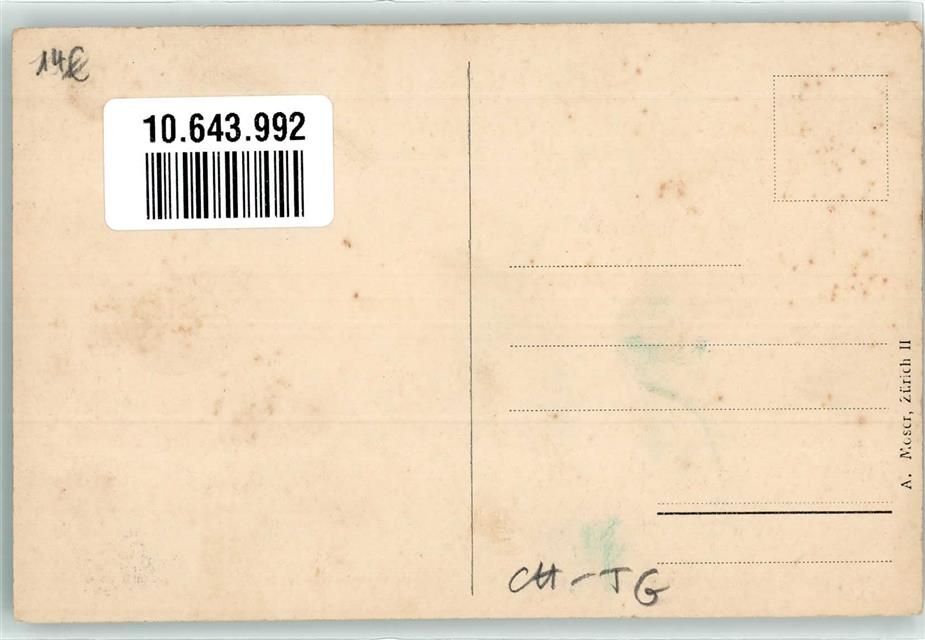 14€
10.643.992
A. Moser, Zürich II
CH-TG